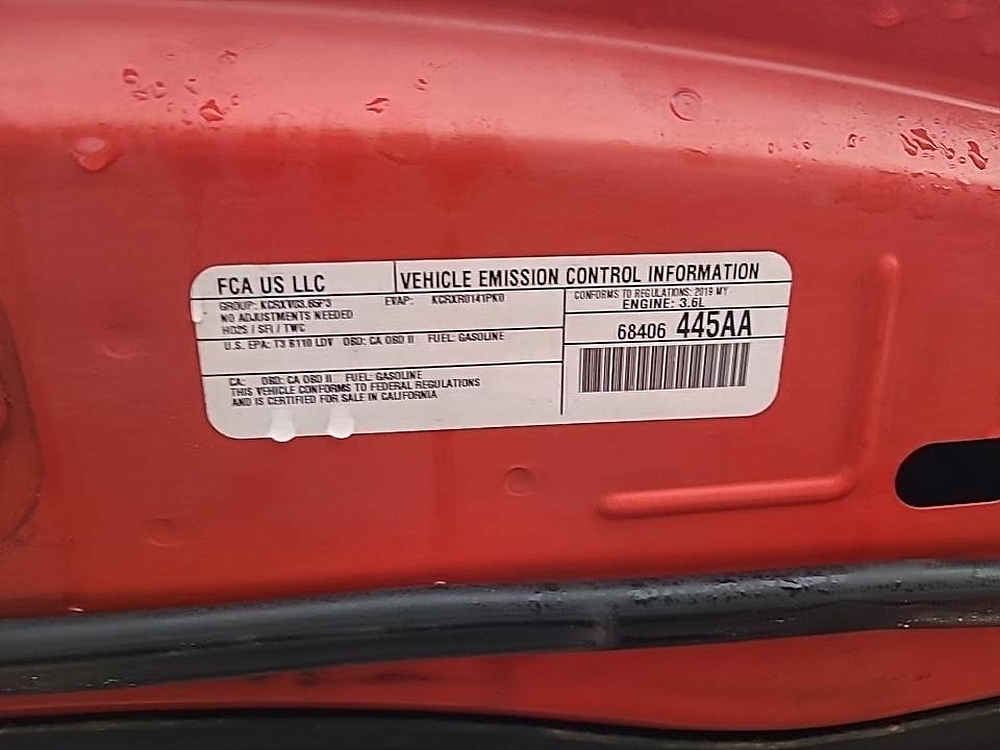 FCA US LLC
VEHICLE EMISSION CONTROL INFORMATION
GROUP: KCRXV03.65P3
EVAP: KCRXR0141PK0
NO ADJUSTMENTS NEEDED
HO2S / SFI / TWC
U.S. EPA: T3 B110 LDV OBD: CA OBD II FUEL: GASOLINE
CA: OBD: CA OBD II FUEL: GASOLINE
THIS VEHICLE CONFORMS TO FEDERAL REGULATIONS
AND IS CERTIFIED FOR SALE IN CALIFORNIA
CONFORMS TO REGULATIONS: 2019 MY
ENGINE: 3.6L
68406 445AA